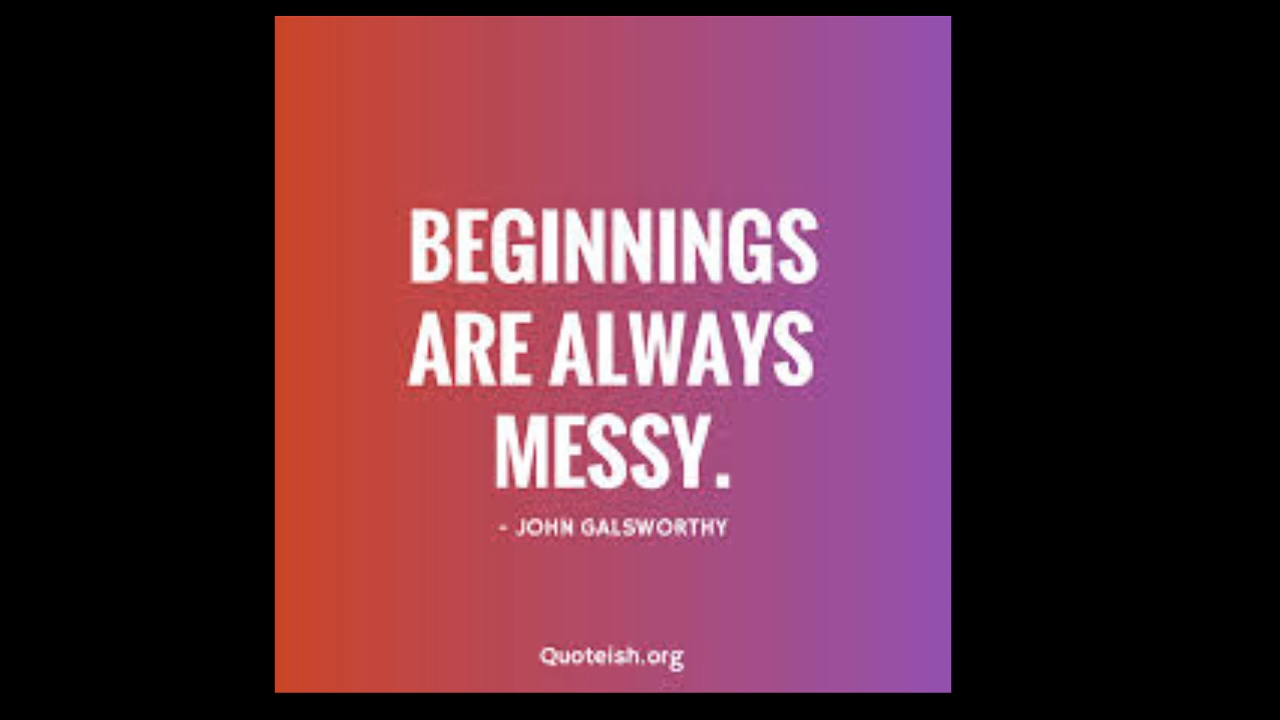 BEGINNINGS
ARE ALWAYS
MESSY.
- JOHN GALSWORTHY
Quoteish.org